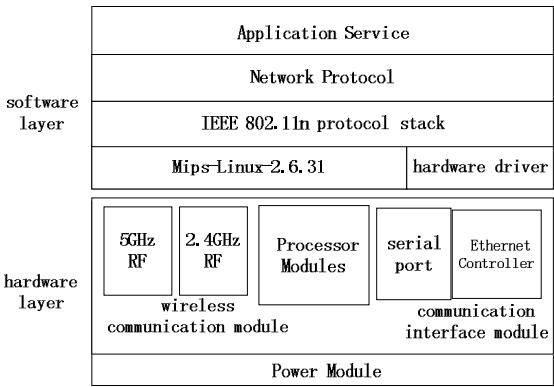 Application Service
Network Protocol
software
layer
IEEE 802.11n protocol stack
Mips-Linux-2.6.31
hardware driver
hardware
layer
5GHz
RF
2.4GHz
RF
Processor
Modules
serial
port
Ethernet
Controller
wireless
communication module
communication
interface module
Power Module